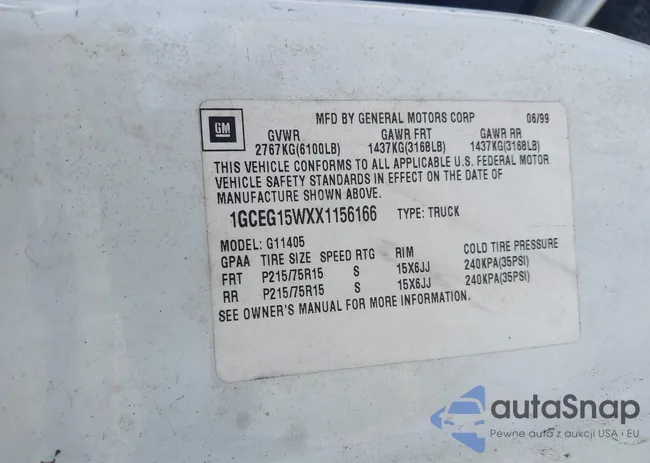 GM
MFD BY GENERAL MOTORS CORP 06/99
GVWR GAWR FRT GAWR RR
2767KG(6100LB) 1437KG(3168LB) 1437KG(3168LB)
THIS VEHICLE CONFORMS TO ALL APPLICABLE U.S. FEDERAL MOTOR
VEHICLE SAFETY STANDARDS IN EFFECT ON THE DATE OF
MANUFACTURE SHOWN ABOVE.
1GCEG15WXX1156166 TYPE: TRUCK
MODEL: G11405
GPAA TIRE SIZE SPEED RTG RIM COLD TIRE PRESSURE
FRT P215/75R15 S 15X6JJ 240KPA(35PSI)
RR P215/75R15 S 15X6JJ 240KPA(35PSI)
SEE OWNER'S MANUAL FOR MORE INFORMATION.
autaSnap
Pewne auta z aukcji USA • EU